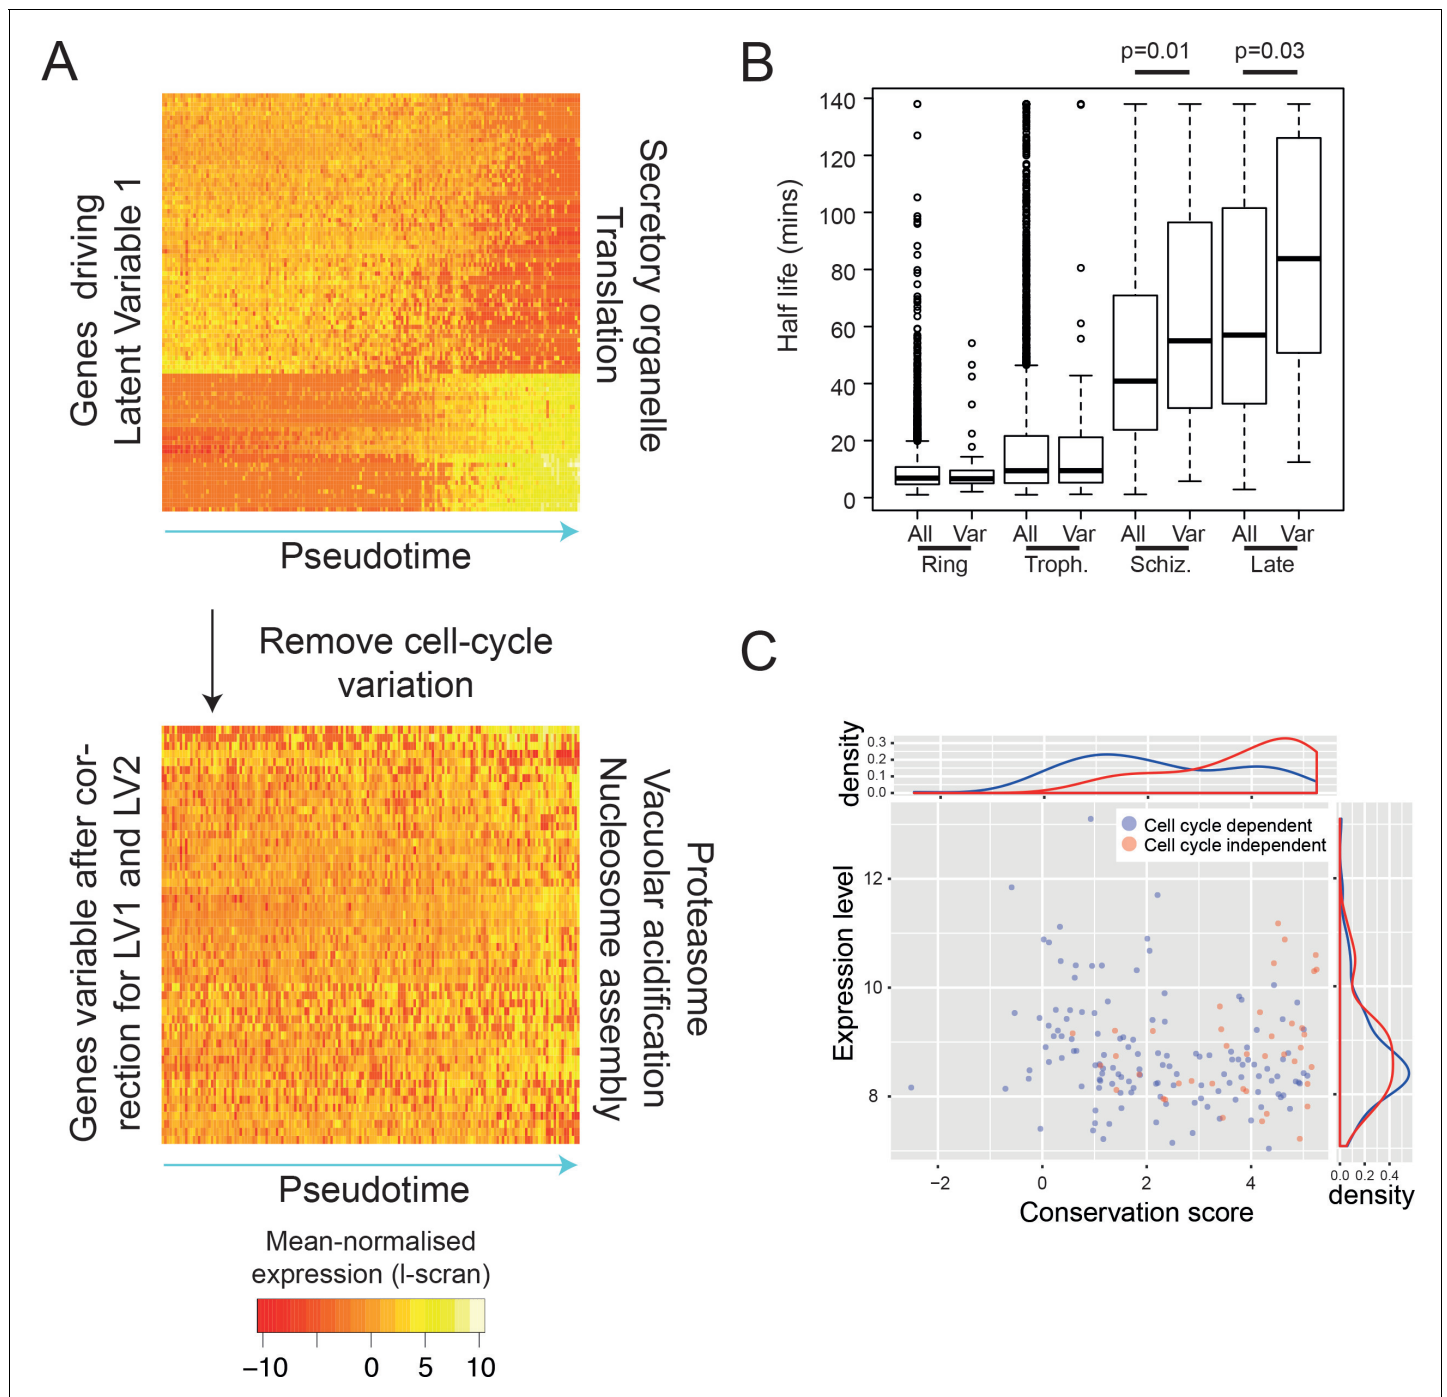 A
Genes driving
Latent Variable 1
Secretory organelle
Translation
Pseudotime
Remove cell-cycle
variation
Genes variable after cor-
rection for LV1 and LV2
Proteasome
Vacuolar acidification
Nucleosome assembly
Pseudotime
Mean-normalised
expression (l-scran)
−10 0 5 10
B
p=0.01 p=0.03
Half life (mins)
140
120
100
80
60
40
20
0
All Var All Var All Var All Var
Ring Troph. Schiz. Late
C
density
0.3
0.2
0.1
0.0
Cell cycle dependent
Cell cycle independent
Expression level
12
10
8
−2 0 2 4
Conservation score
0.0 0.2 0.4
density